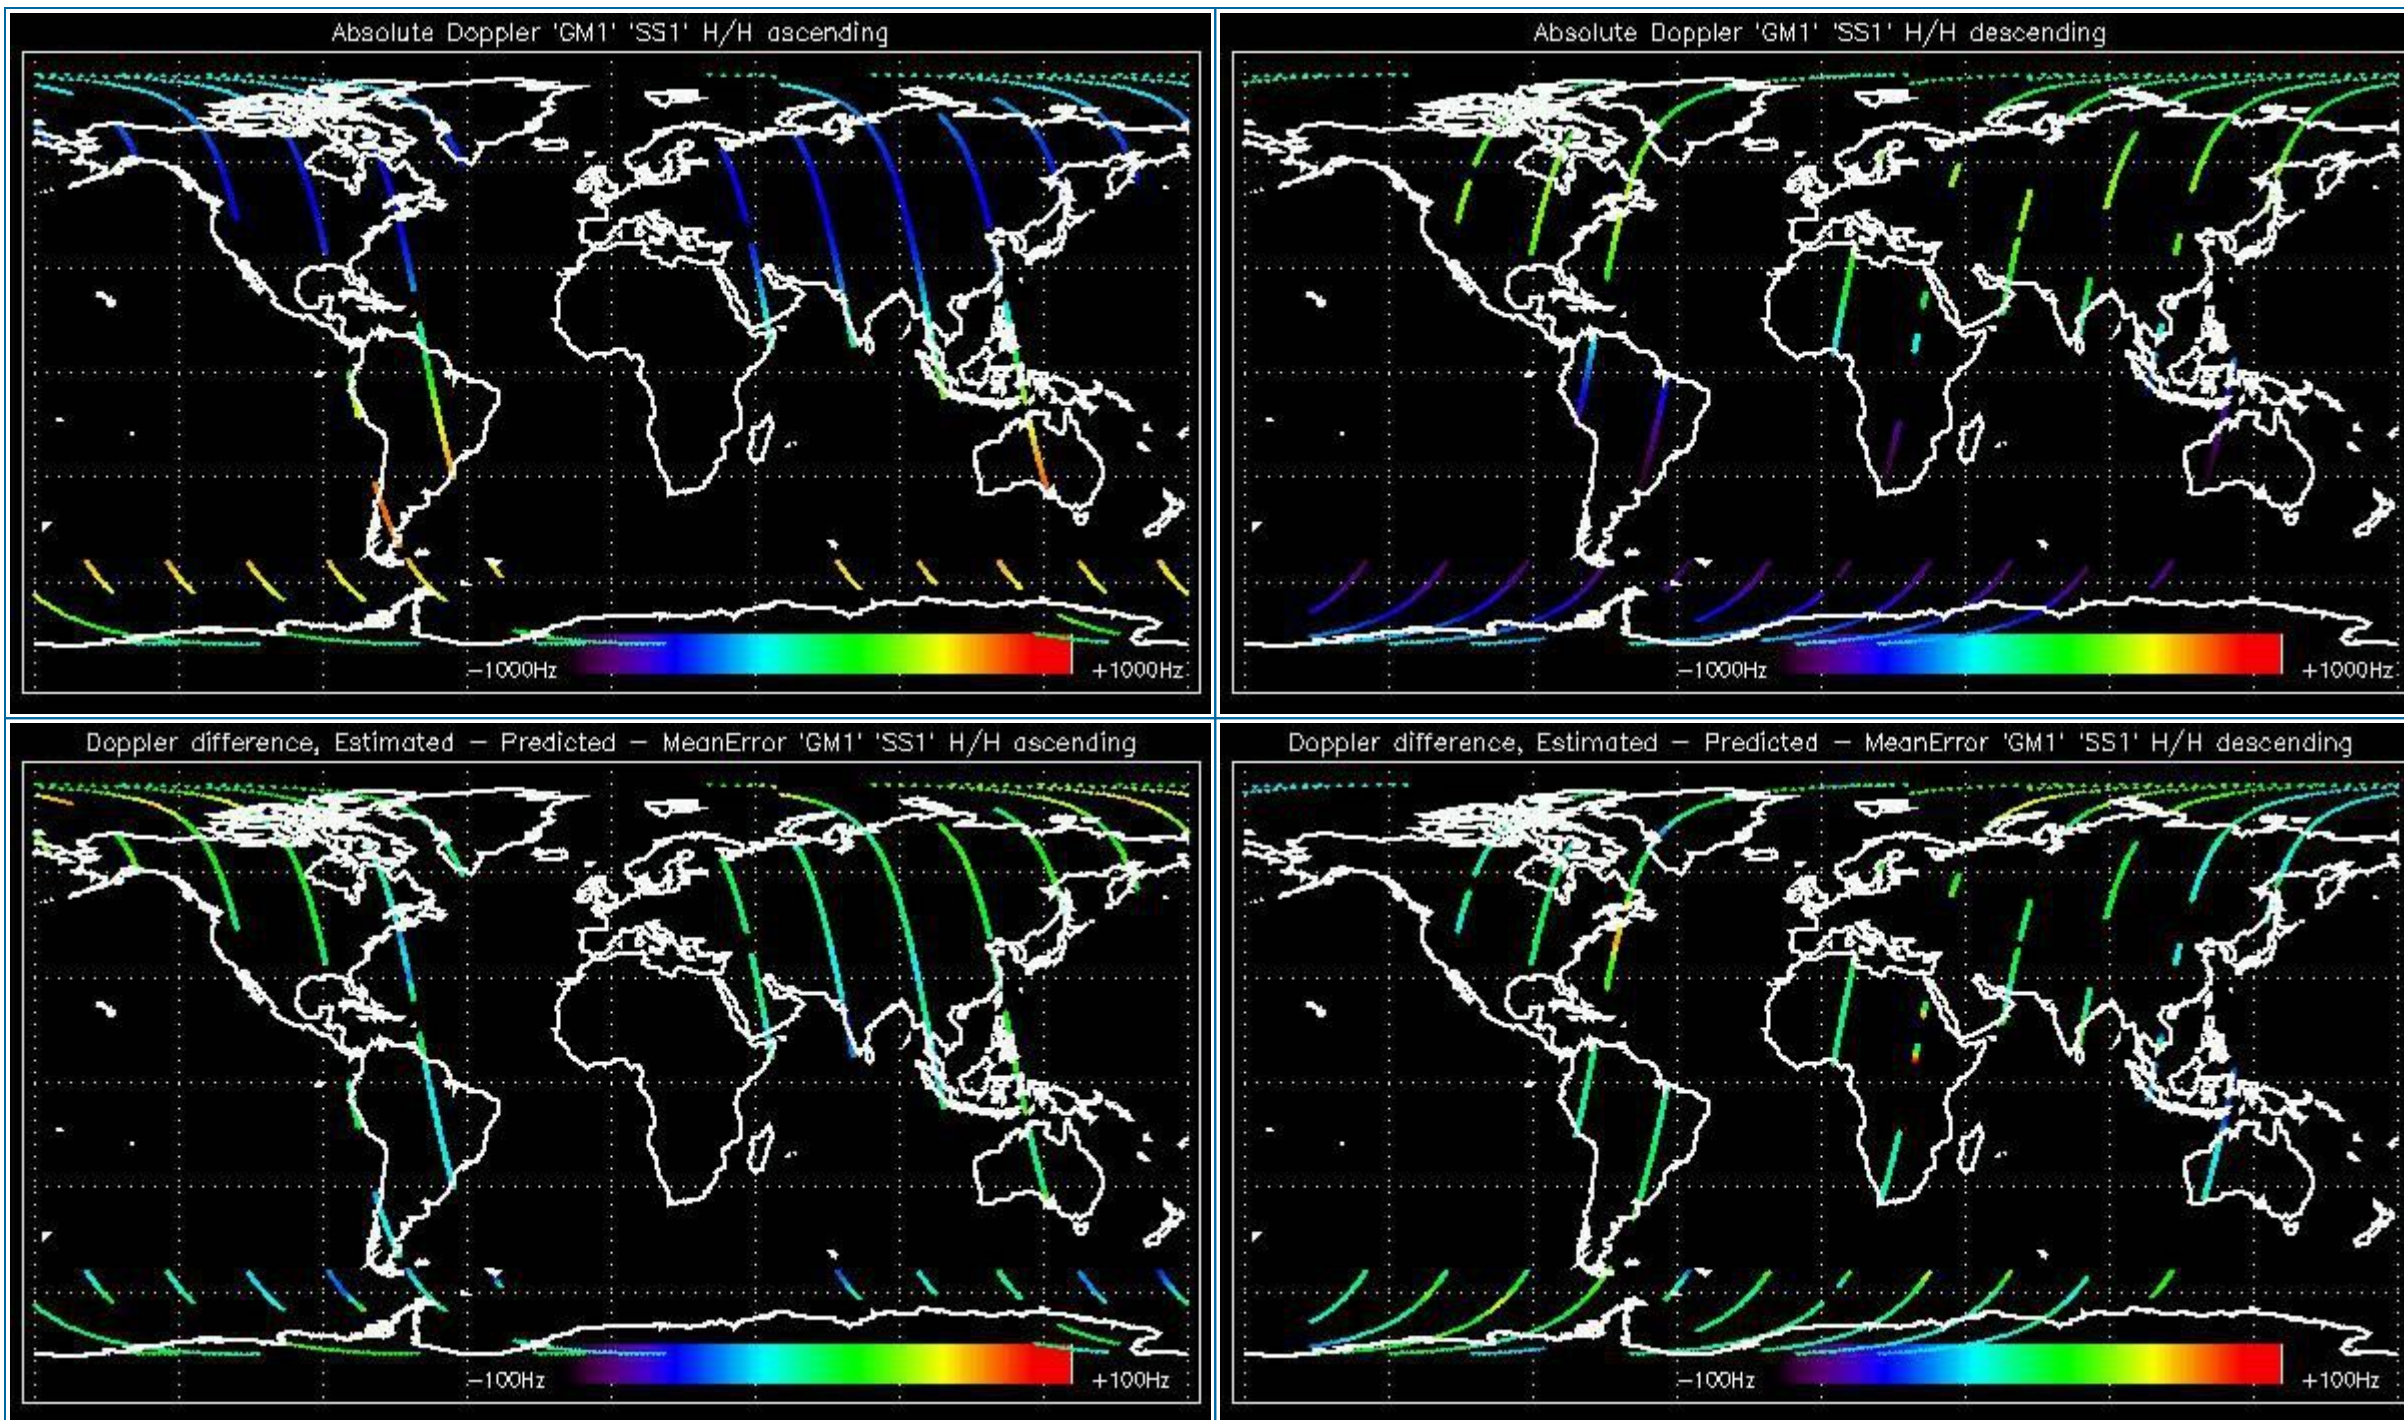 Absolute Doppler 'GM1' 'SS1' H/H ascending
−1000Hz
+1000Hz
Absolute Doppler 'GM1' 'SS1' H/H descending
−1000Hz
+1000Hz
Doppler difference, Estimated − Predicted − MeanError 'GM1' 'SS1' H/H ascending
−100Hz
+100Hz
Doppler difference, Estimated − Predicted − MeanError 'GM1' 'SS1' H/H descending
−100Hz
+100Hz